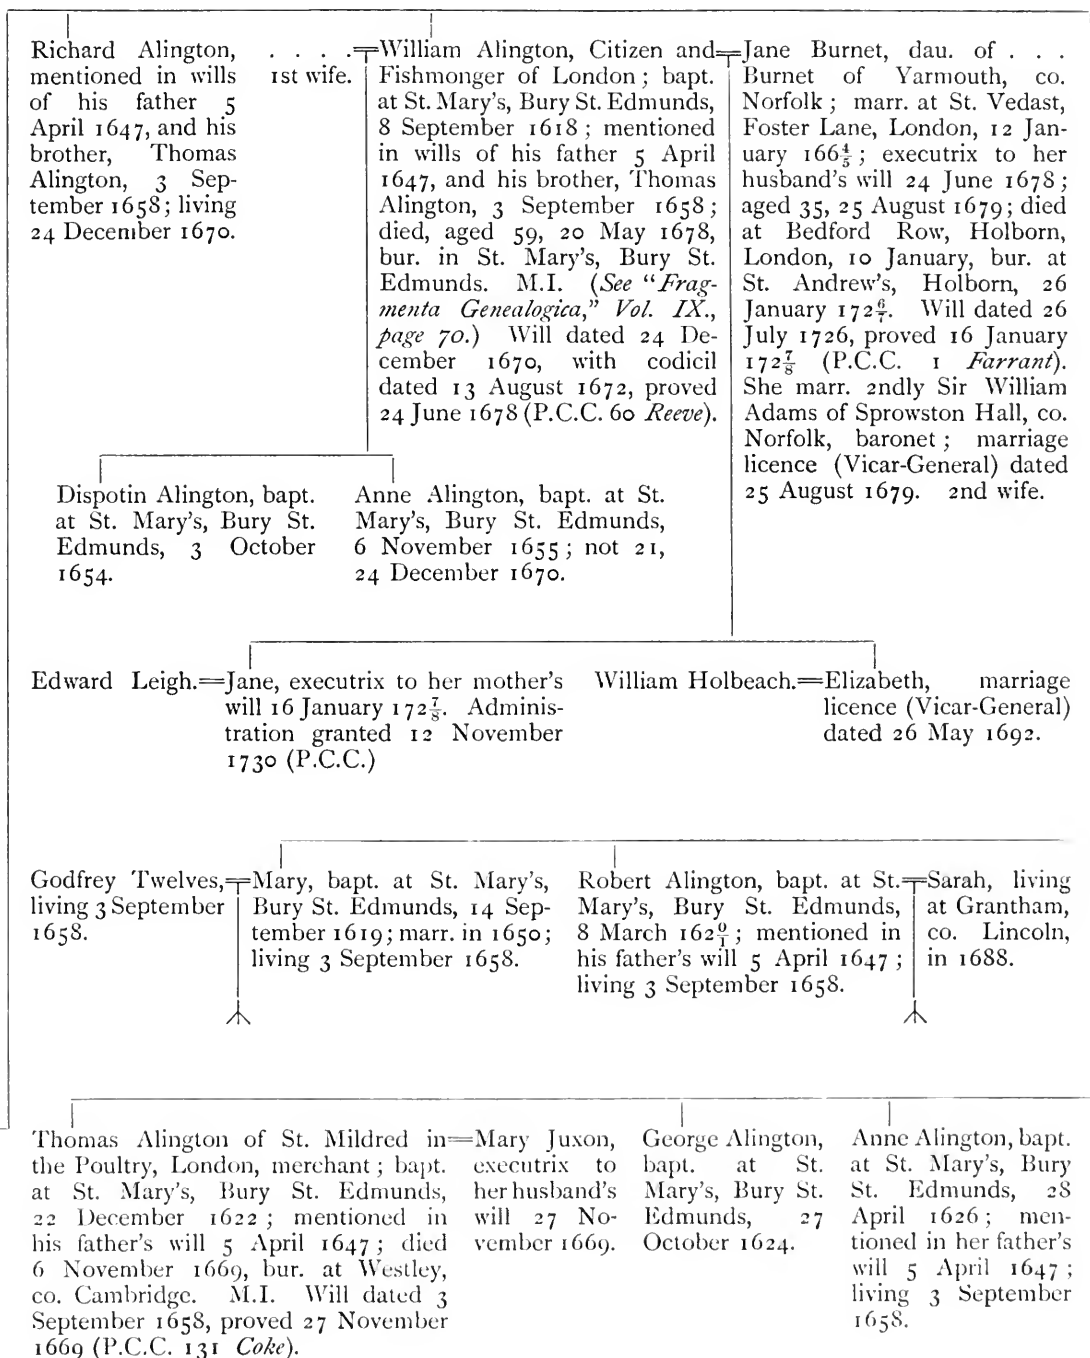 Richard Alington,
mentioned in wills
of his father 5
April 1647, and his
brother, Thomas
Alington, 3 Sep-
tember 1658; living
24 December 1670.
. . . .
1st wife.
William Alington, Citizen and
Fishmonger of London; bapt.
at St. Mary's, Bury St. Edmunds,
8 September 1618; mentioned
in wills of his father 5 April
1647, and his brother, Thomas
Alington, 3 September 1658;
died, aged 59, 20 May 1678,
bur. in St. Mary's, Bury St.
Edmunds. M.I. (See "Frag-
menta Genealogica," Vol. IX.,
page 70.) Will dated 24 De-
cember 1670, with codicil
dated 13 August 1672, proved
24 June 1678 (P.C.C. 60 Reeve).
Jane Burnet, dau. of . . .
Burnet of Yarmouth, co.
Norfolk; marr. at St. Vedast,
Foster Lane, London, 12 Jan-
uary 166⅘; executrix to her
husband's will 24 June 1678;
aged 35, 25 August 1679; died
at Bedford Row, Holborn,
London, 10 January, bur. at
St. Andrew's, Holborn, 26
January 172 6/7. Will dated 26
July 1726, proved 16 January
172⅞ (P.C.C. 1 Farrant).
She marr. 2ndly Sir William
Adams of Sprowston Hall, co.
Norfolk, baronet; marriage
licence (Vicar-General) dated
25 August 1679. 2nd wife.
Dispotin Alington, bapt.
at St. Mary's, Bury St.
Edmunds, 3 October
1654.
Anne Alington, bapt. at St.
Mary's, Bury St. Edmunds,
6 November 1655; not 21,
24 December 1670.
Edward Leigh.
Jane, executrix to her mother's
will 16 January 172⅞. Adminis-
tration granted 12 November
1730 (P.C.C.)
William Holbeach.
Elizabeth, marriage
licence (Vicar-General)
dated 26 May 1692.
Godfrey Twelves,
living 3 September
1658.
Mary, bapt. at St. Mary's,
Bury St. Edmunds, 14 Sep-
tember 1619; marr. in 1650;
living 3 September 1658.
Robert Alington, bapt. at St.
Mary's, Bury St. Edmunds,
8 March 162 0/1; mentioned in
his father's will 5 April 1647;
living 3 September 1658.
Sarah, living
at Grantham,
co. Lincoln,
in 1688.
Thomas Alington of St. Mildred in
the Poultry, London, merchant; bapt.
at St. Mary's, Bury St. Edmunds,
22 December 1622; mentioned in
his father's will 5 April 1647; died
6 November 1669, bur. at Westley,
co. Cambridge. M.I. Will dated 3
September 1658, proved 27 November
1669 (P.C.C. 131 Coke).
Mary Juxon,
executrix to
her husband's
will 27 No-
vember 1669.
George Alington,
bapt. at St.
Mary's, Bury St.
Edmunds, 27
October 1624.
Anne Alington, bapt.
at St. Mary's, Bury
St. Edmunds, 28
April 1626; men-
tioned in her father's
will 5 April 1647;
living 3 September
1658.